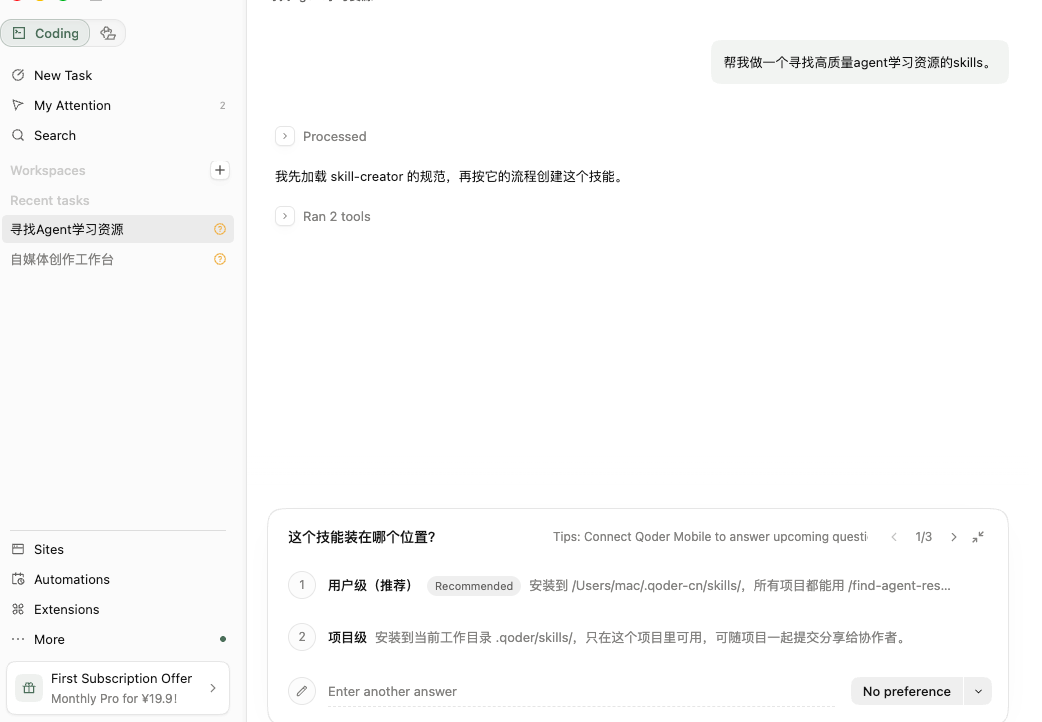 Coding
New Task
My Attention
2
Search
Workspaces
Recent tasks
寻找Agent学习资源
自媒体创作工作台
Sites
Automations
Extensions
More
First Subscription Offer
Monthly Pro for ¥19.9!
帮我做一个寻找高质量agent学习资源的skills。
Processed
我先加载 skill-creator 的规范，再按它的流程创建这个技能。
Ran 2 tools
这个技能装在哪个位置?
Tips: Connect Qoder Mobile to answer upcoming questi
1/3
1 用户级（推荐） Recommended 安装到 /Users/mac/.qoder-cn/skills/，所有项目都能用 /find-agent-res...
2 项目级 安装到当前工作目录 .qoder/skills/，只在这个项目里可用，可随项目一起提交分享给协作者。
Enter another answer
No preference